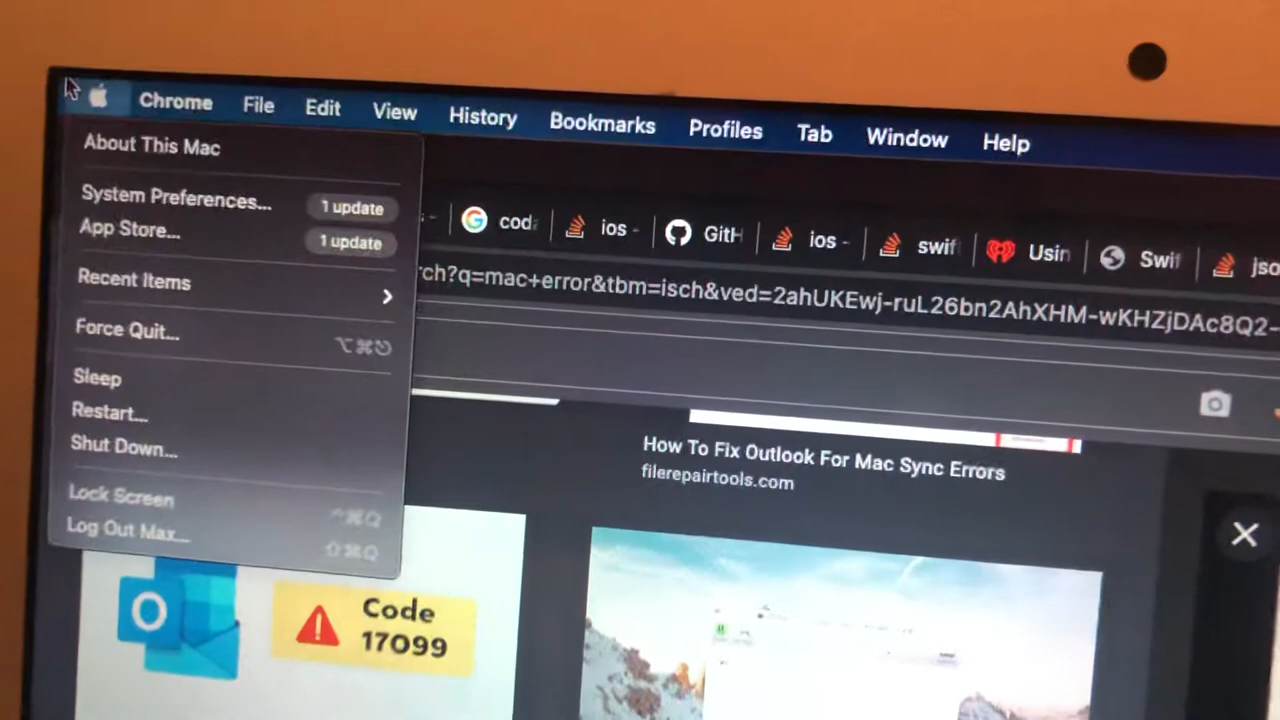 Chrome File Edit View History Bookmarks Profiles Tab Window Help
About This Mac
System Preferences... 1 update
App Store... 1 update
Recent Items
Force Quit...
Sleep
Restart...
Shut Down...
Lock Screen ^⌘Q
Log Out Max... ⇧⌘Q
cod ios - GitH ios - swif Usin Swif jso
rch?q=mac+error&tbm=isch&ved=2ahUKEwj-ruL26bn2AhXHM-wKHZjDAc8Q2-
How To Fix Outlook For Mac Sync Errors
filerepairtools.com
O
Code
17099